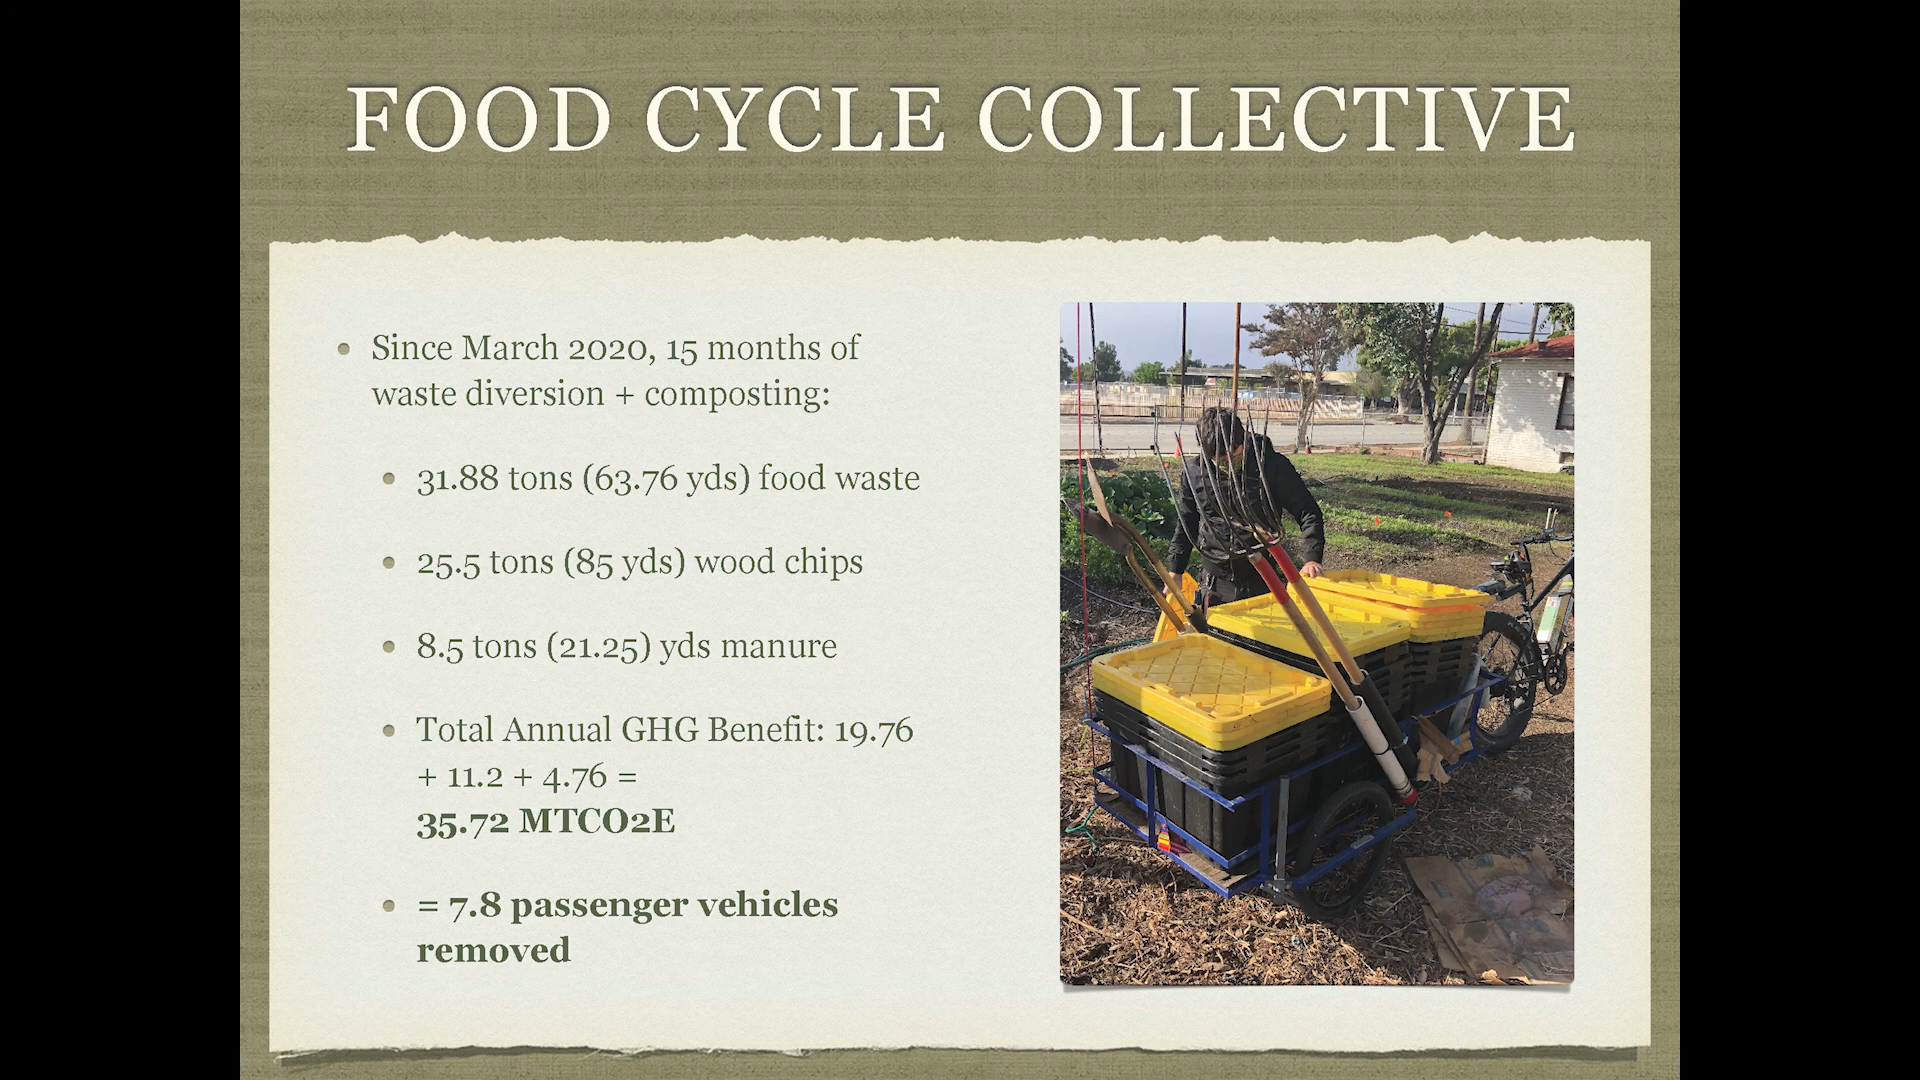 FOOD CYCLE COLLECTIVE
Since March 2020, 15 months of
waste diversion + composting:
31.88 tons (63.76 yds) food waste
25.5 tons (85 yds) wood chips
8.5 tons (21.25) yds manure
Total Annual GHG Benefit: 19.76
+ 11.2 + 4.76 =
35.72 MTCO2E
= 7.8 passenger vehicles
removed